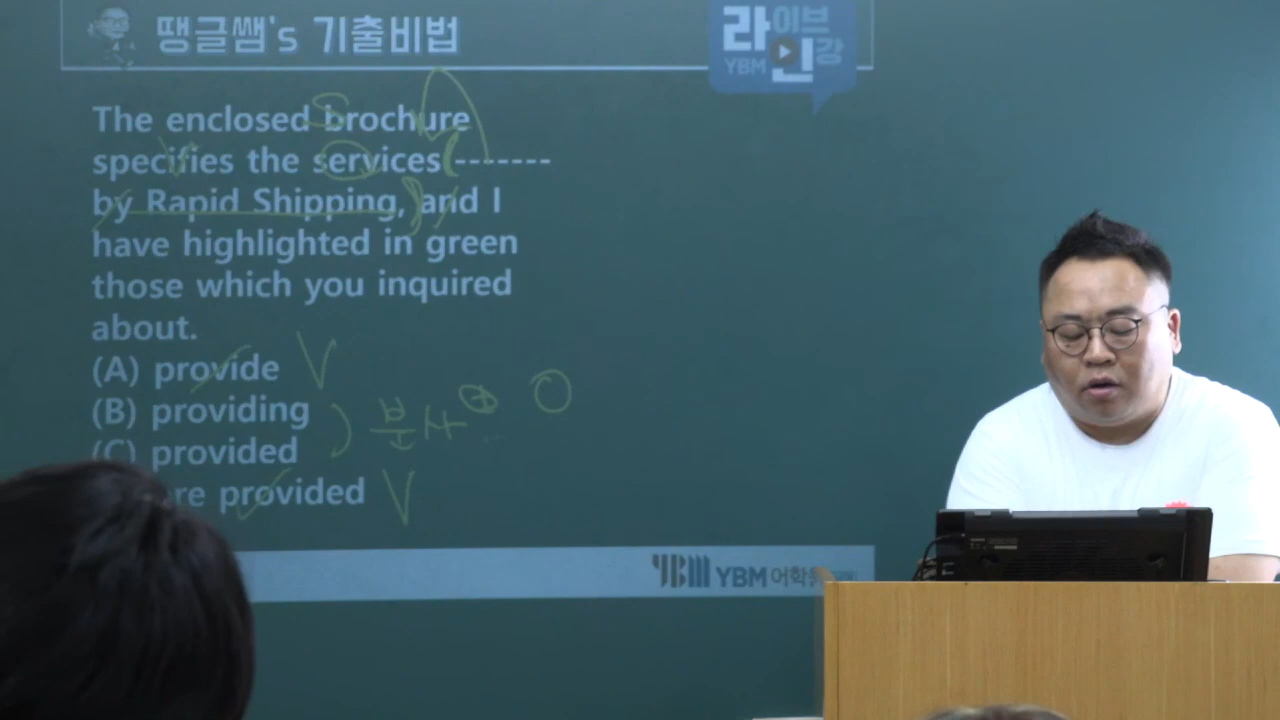 땡글쌤's 기출비법
라이브
YBM 인강
The enclosed brochure
specifies the services -------
by Rapid Shipping, and I
have highlighted in green
those which you inquired
about.
(A) provide V
(B) providing
분사
(C) provided
re provided V
YBM YBM 어학